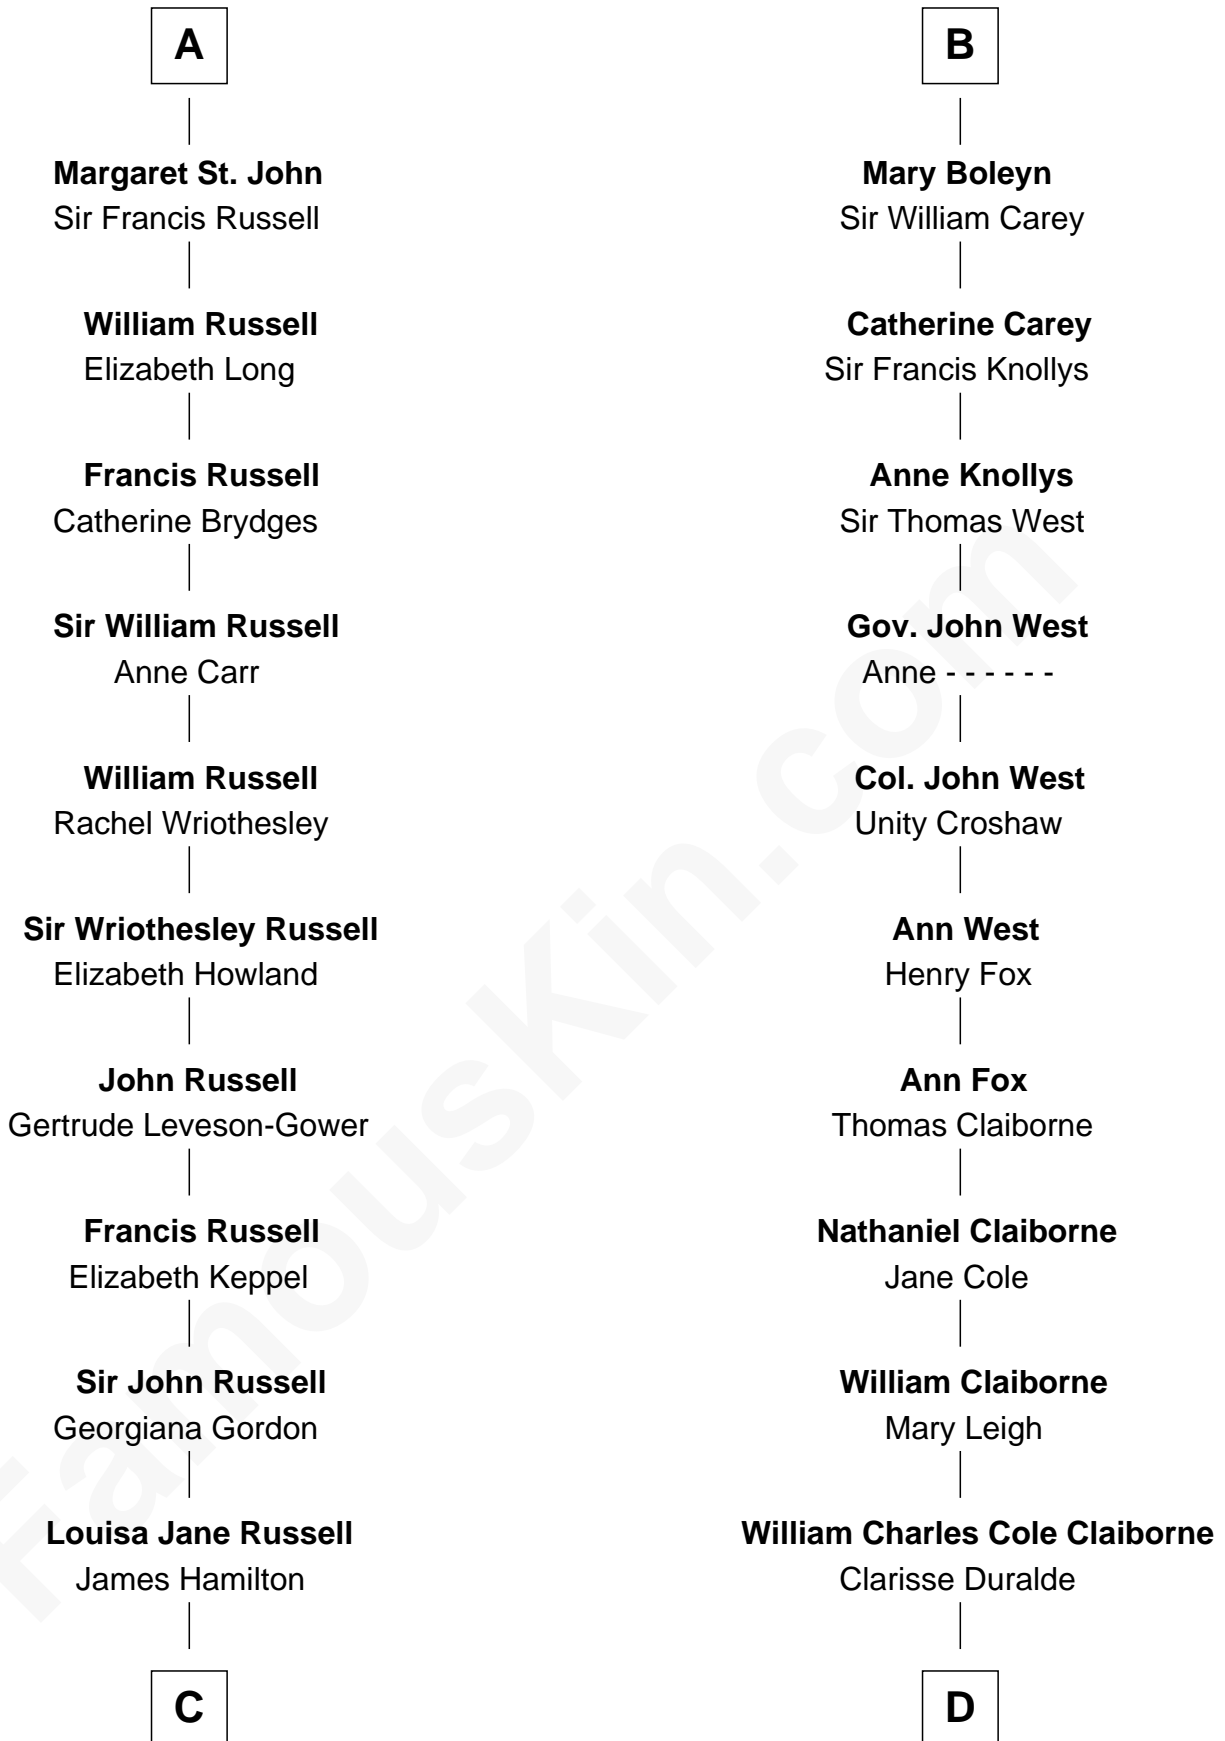 A
Margaret St. John
Sir Francis Russell
William Russell
Elizabeth Long
Francis Russell
Catherine Brydges
Sir William Russell
Anne Carr
William Russell
Rachel Wriothesley
Sir Wriothesley Russell
Elizabeth Howland
John Russell
Gertrude Leveson-Gower
Francis Russell
Elizabeth Keppel
Sir John Russell
Georgiana Gordon
Louisa Jane Russell
James Hamilton
C
B
Mary Boleyn
Sir William Carey
Catherine Carey
Sir Francis Knollys
Anne Knollys
Sir Thomas West
Gov. John West
Anne - - - - - -
Col. John West
Unity Croshaw
Ann West
Henry Fox
Ann Fox
Thomas Claiborne
Nathaniel Claiborne
Jane Cole
William Claiborne
Mary Leigh
William Charles Cole Claiborne
Clarisse Duralde
D
FamousKin.com